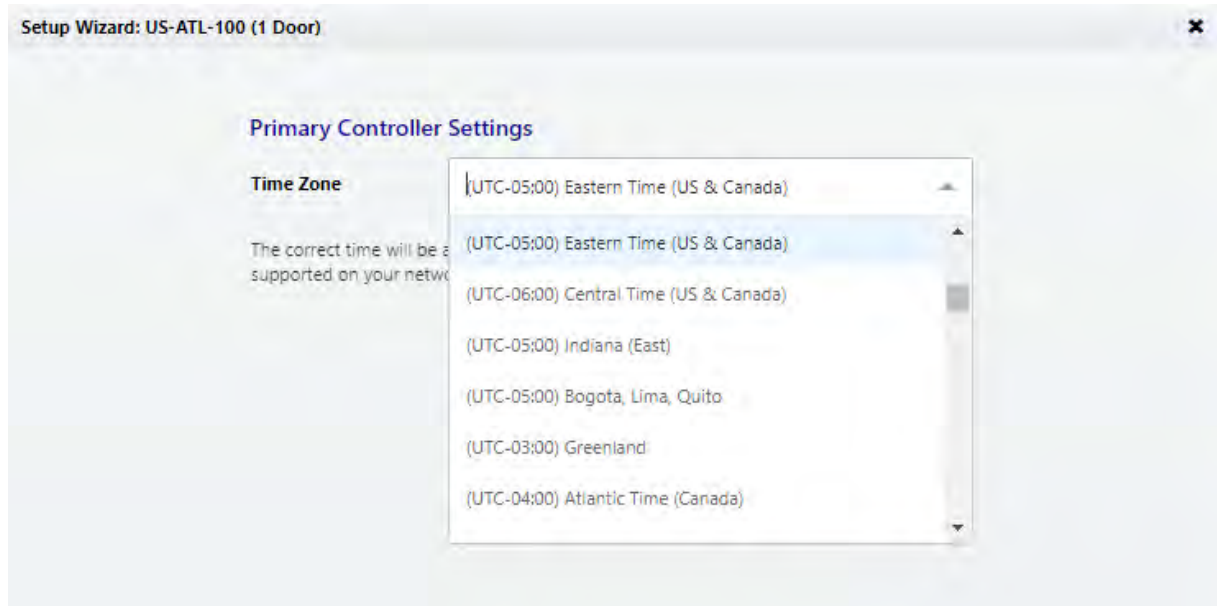 Setup Wizard: US-ATL-100 (1 Door)
Primary Controller Settings
Time Zone
(UTC-05:00) Eastern Time (US & Canada)
The correct time will be
supported on your
(UTC-05:00) Eastern Time (US & Canada)
(UTC-06:00) Central Time (US & Canada)
(UTC-05:00) Indiana (East)
(UTC-05:00) Bogota, Lima, Quito
(UTC-03:00) Greenland
(UTC-04:00) Atlantic Time (Canada)